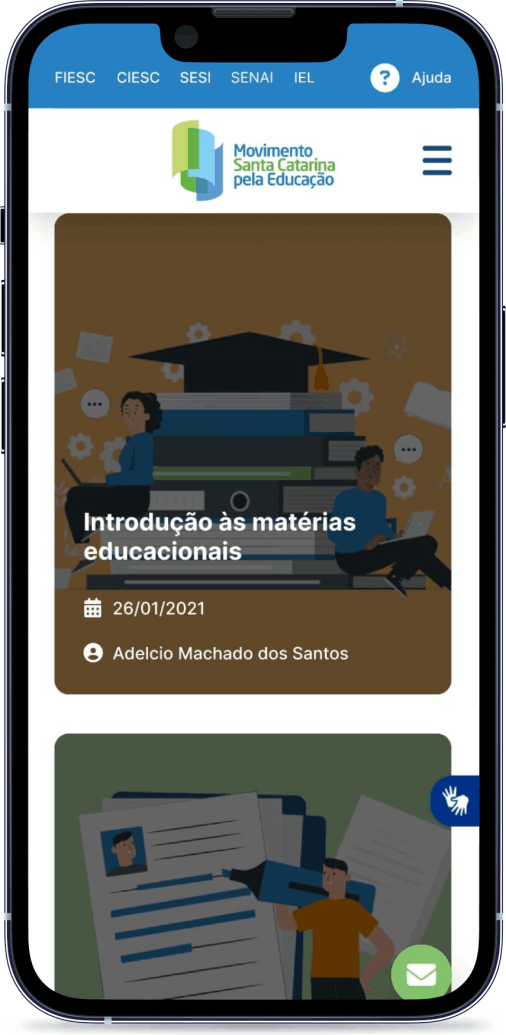 FIESC CIESC SESI SENAI IEL ? Ajuda
Movimento
Santa Catarina
pela Educação
Introdução às matérias
educacionais
26/01/2021
Adelcio Machado dos Santos